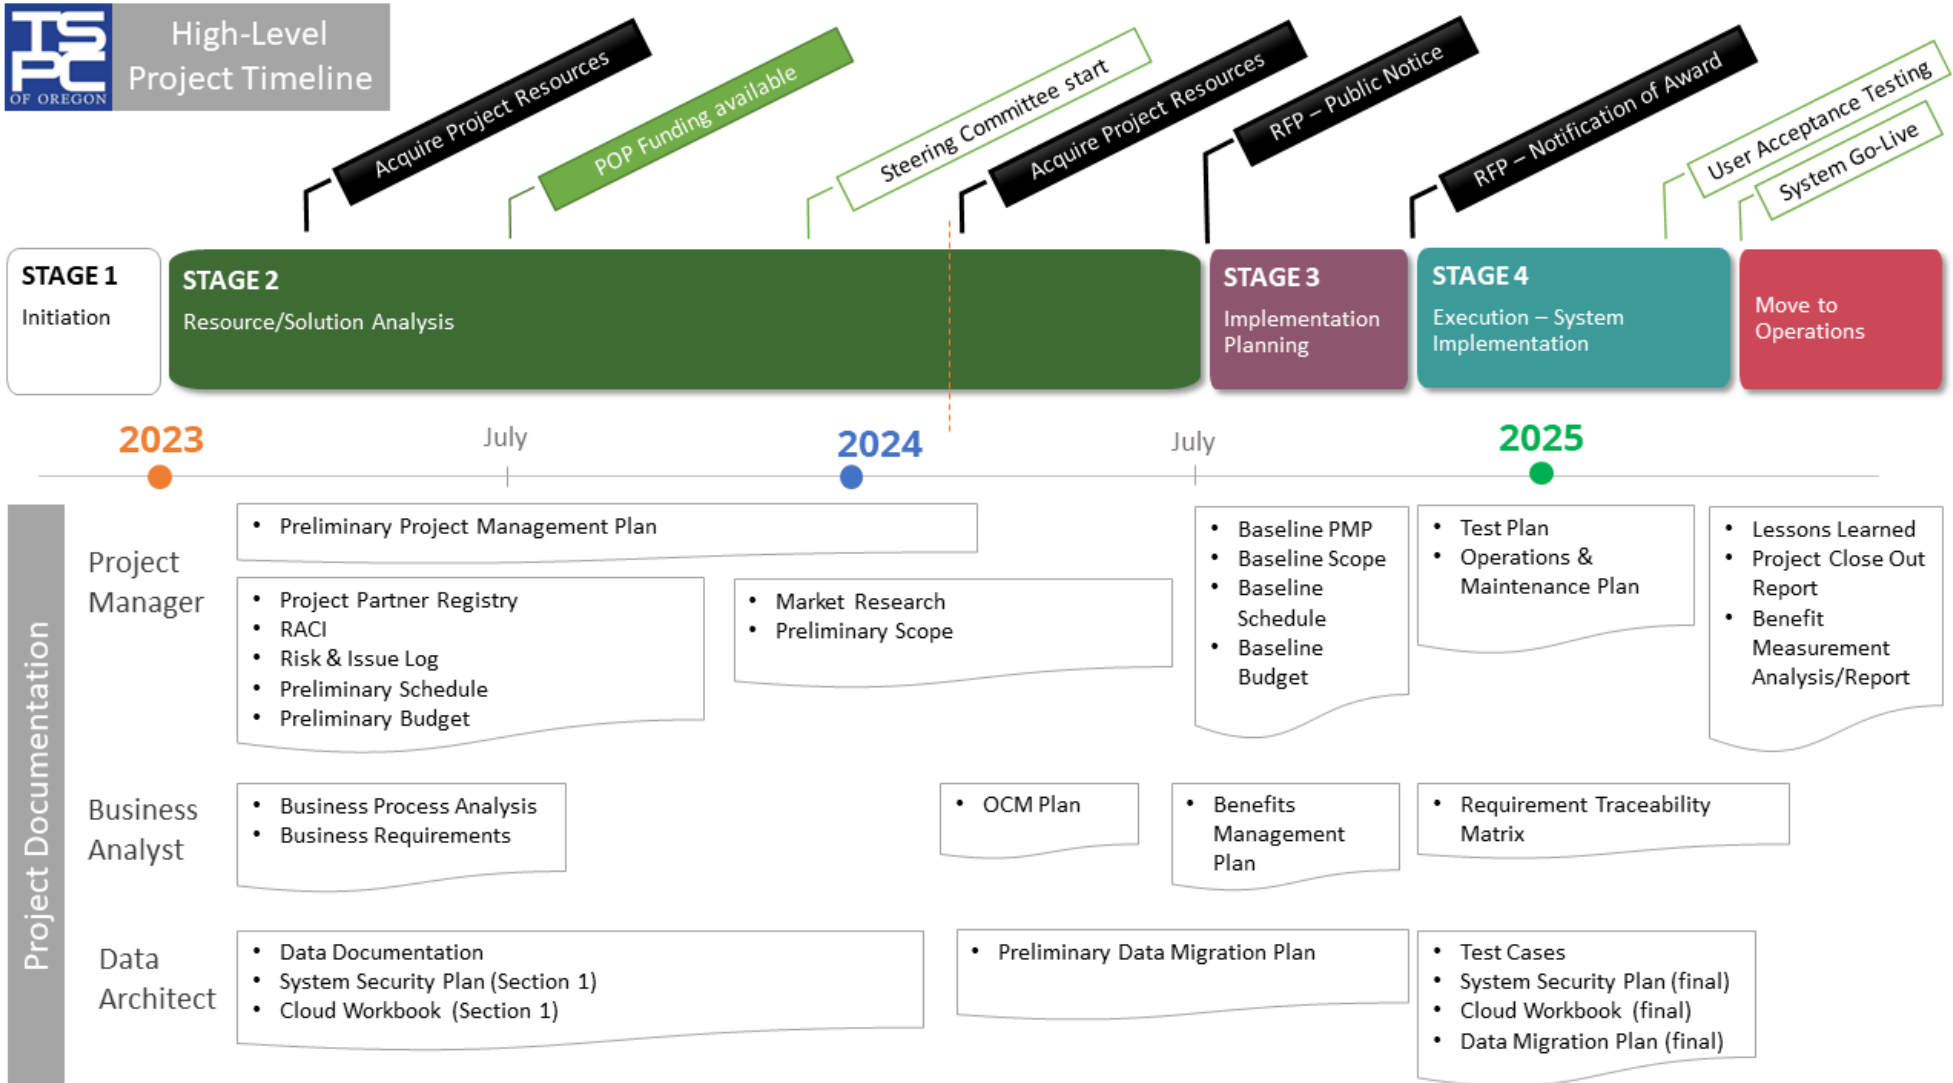 TS
PC
OF OREGON
High-Level
Project Timeline
Acquire Project Resources
POP Funding available
Steering Committee start
Acquire Project Resources
RFP – Public Notice
RFP – Notification of Award
User Acceptance Testing
System Go-Live
STAGE 1
Initiation
STAGE 2
Resource/Solution Analysis
STAGE 3
Implementation
Planning
STAGE 4
Execution – System
Implementation
Move to
Operations
2023
July
2024
July
2025
Project Documentation
Project
Manager
• Preliminary Project Management Plan
• Project Partner Registry
• RACI
• Risk & Issue Log
• Preliminary Schedule
• Preliminary Budget
• Market Research
• Preliminary Scope
• Baseline PMP
• Baseline Scope
• Baseline
Schedule
• Baseline
Budget
• Test Plan
• Operations &
Maintenance Plan
• Lessons Learned
• Project Close Out
Report
• Benefit
Measurement
Analysis/Report
Business
Analyst
• Business Process Analysis
• Business Requirements
• OCM Plan
• Benefits
Management
Plan
• Requirement Traceability
Matrix
Data
Architect
• Data Documentation
• System Security Plan (Section 1)
• Cloud Workbook (Section 1)
• Preliminary Data Migration Plan
• Test Cases
• System Security Plan (final)
• Cloud Workbook (final)
• Data Migration Plan (final)